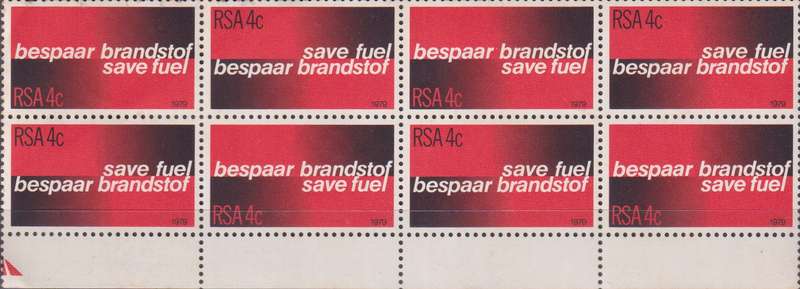 bespaar brandstof
save fuel
RSA 4c
1979
RSA 4c
save fuel
bespaar brandstof
1979
bespaar brandstof
save fuel
RSA 4c
1979
RSA 4c
save fuel
bespaar brandstof
1979
RSA 4c
save fuel
bespaar brandstof
1979
bespaar brandstof
save fuel
RSA 4c
1979
RSA 4c
save fuel
bespaar brandstof
1979
bespaar brandstof
save fuel
RSA 4c
1979